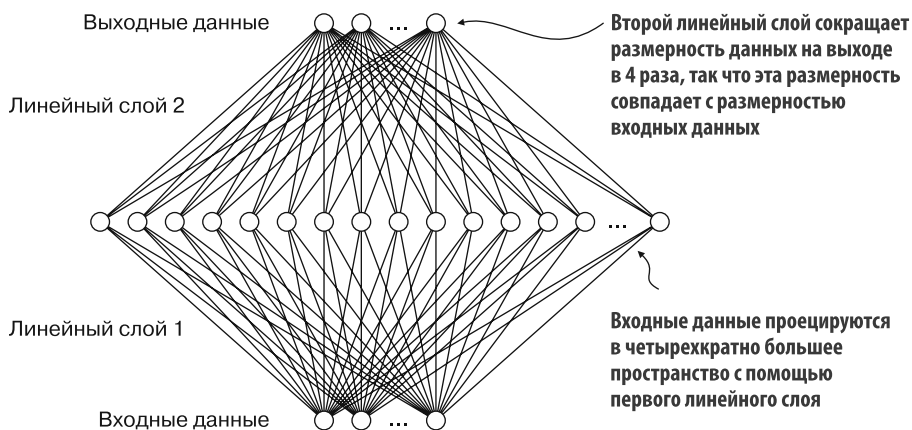 Выходные данные
...
Второй линейный слой сокращает
размерность данных на выходе
в 4 раза, так что эта размерность
совпадает с размерностью
входных данных
Линейный слой 2
...
Линейный слой 1
Входные данные проецируются
в четырехкратно большее
пространство с помощью
первого линейного слоя
Входные данные
...